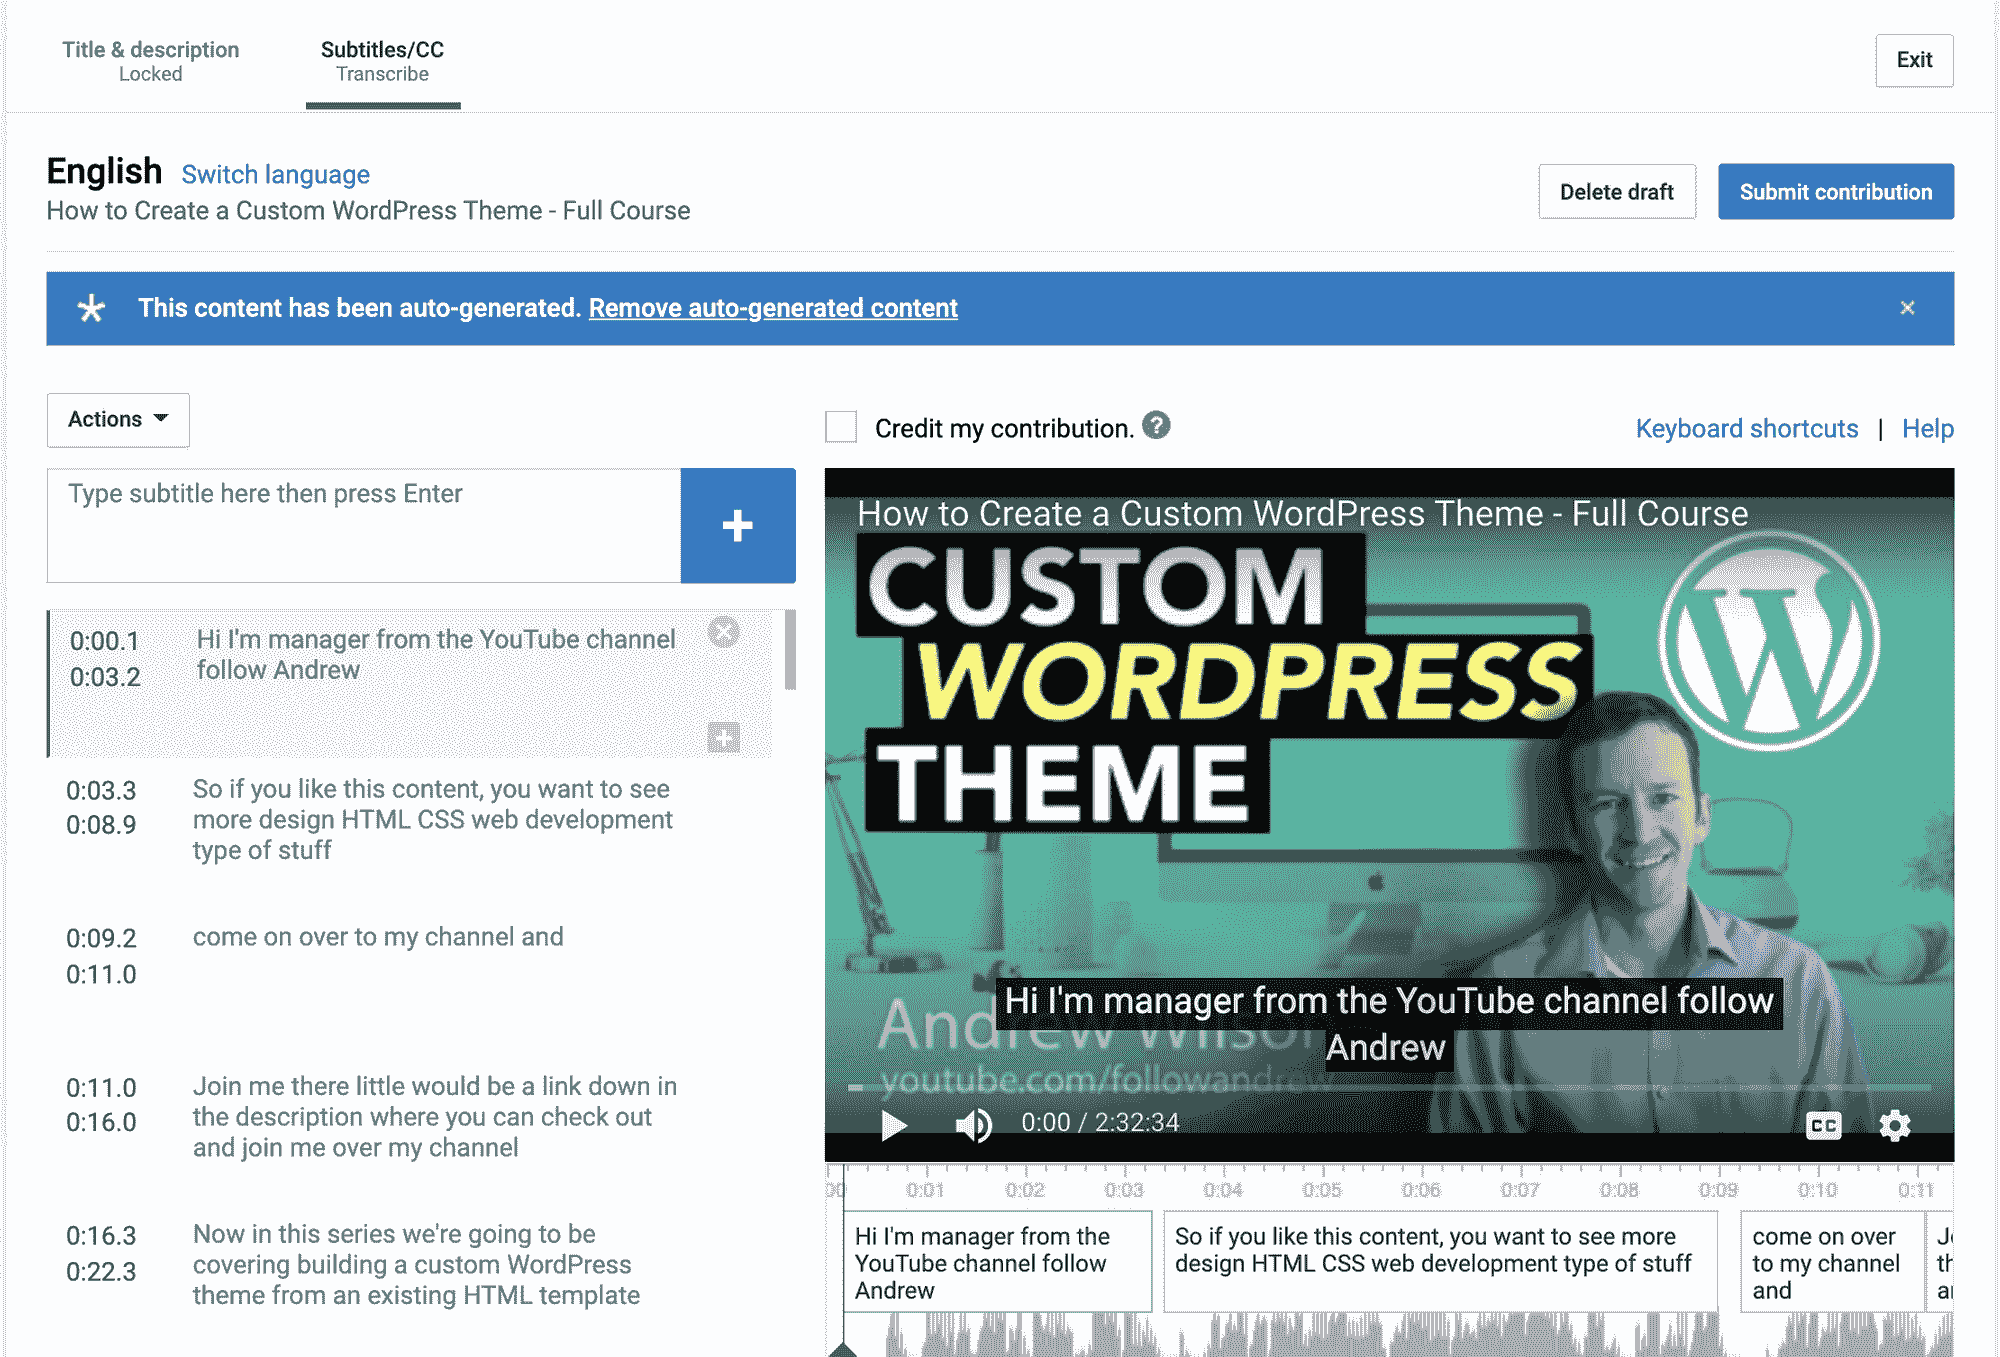 Title & description
Locked
Subtitles/CC
Transcribe
Exit
English Switch language
How to Create a Custom WordPress Theme - Full Course
Delete draft
Submit contribution
This content has been auto-generated. Remove auto-generated content
×
Actions
Credit my contribution. ?
Keyboard shortcuts | Help
Type subtitle here then press Enter
+
0:00.1
0:03.2
Hi I'm manager from the YouTube channel
follow Andrew
0:03.3
0:08.9
So if you like this content, you want to see
more design HTML CSS web development
type of stuff
0:09.2
0:11.0
come on over to my channel and
0:11.0
0:16.0
Join me there little would be a link down in
the description where you can check out
and join me over my channel
0:16.3
0:22.3
Now in this series we're going to be
covering building a custom WordPress
theme from an existing HTML template
How to Create a Custom WordPress Theme - Full Course
CUSTOM
WORDPRESS
THEME
W
Hi I'm manager from the YouTube channel follow
Andrew
Andrew Wilson
youtube.com/followandrew
0:00 / 2:32:34
CC
00 0:01 0:02 0:03 0:04 0:05 0:06 0:07 0:08 0:09 0:10 0:11
Hi I'm manager from the
YouTube channel follow
Andrew
So if you like this content, you want to see more
design HTML CSS web development type of stuff
come on over
to my channel
and